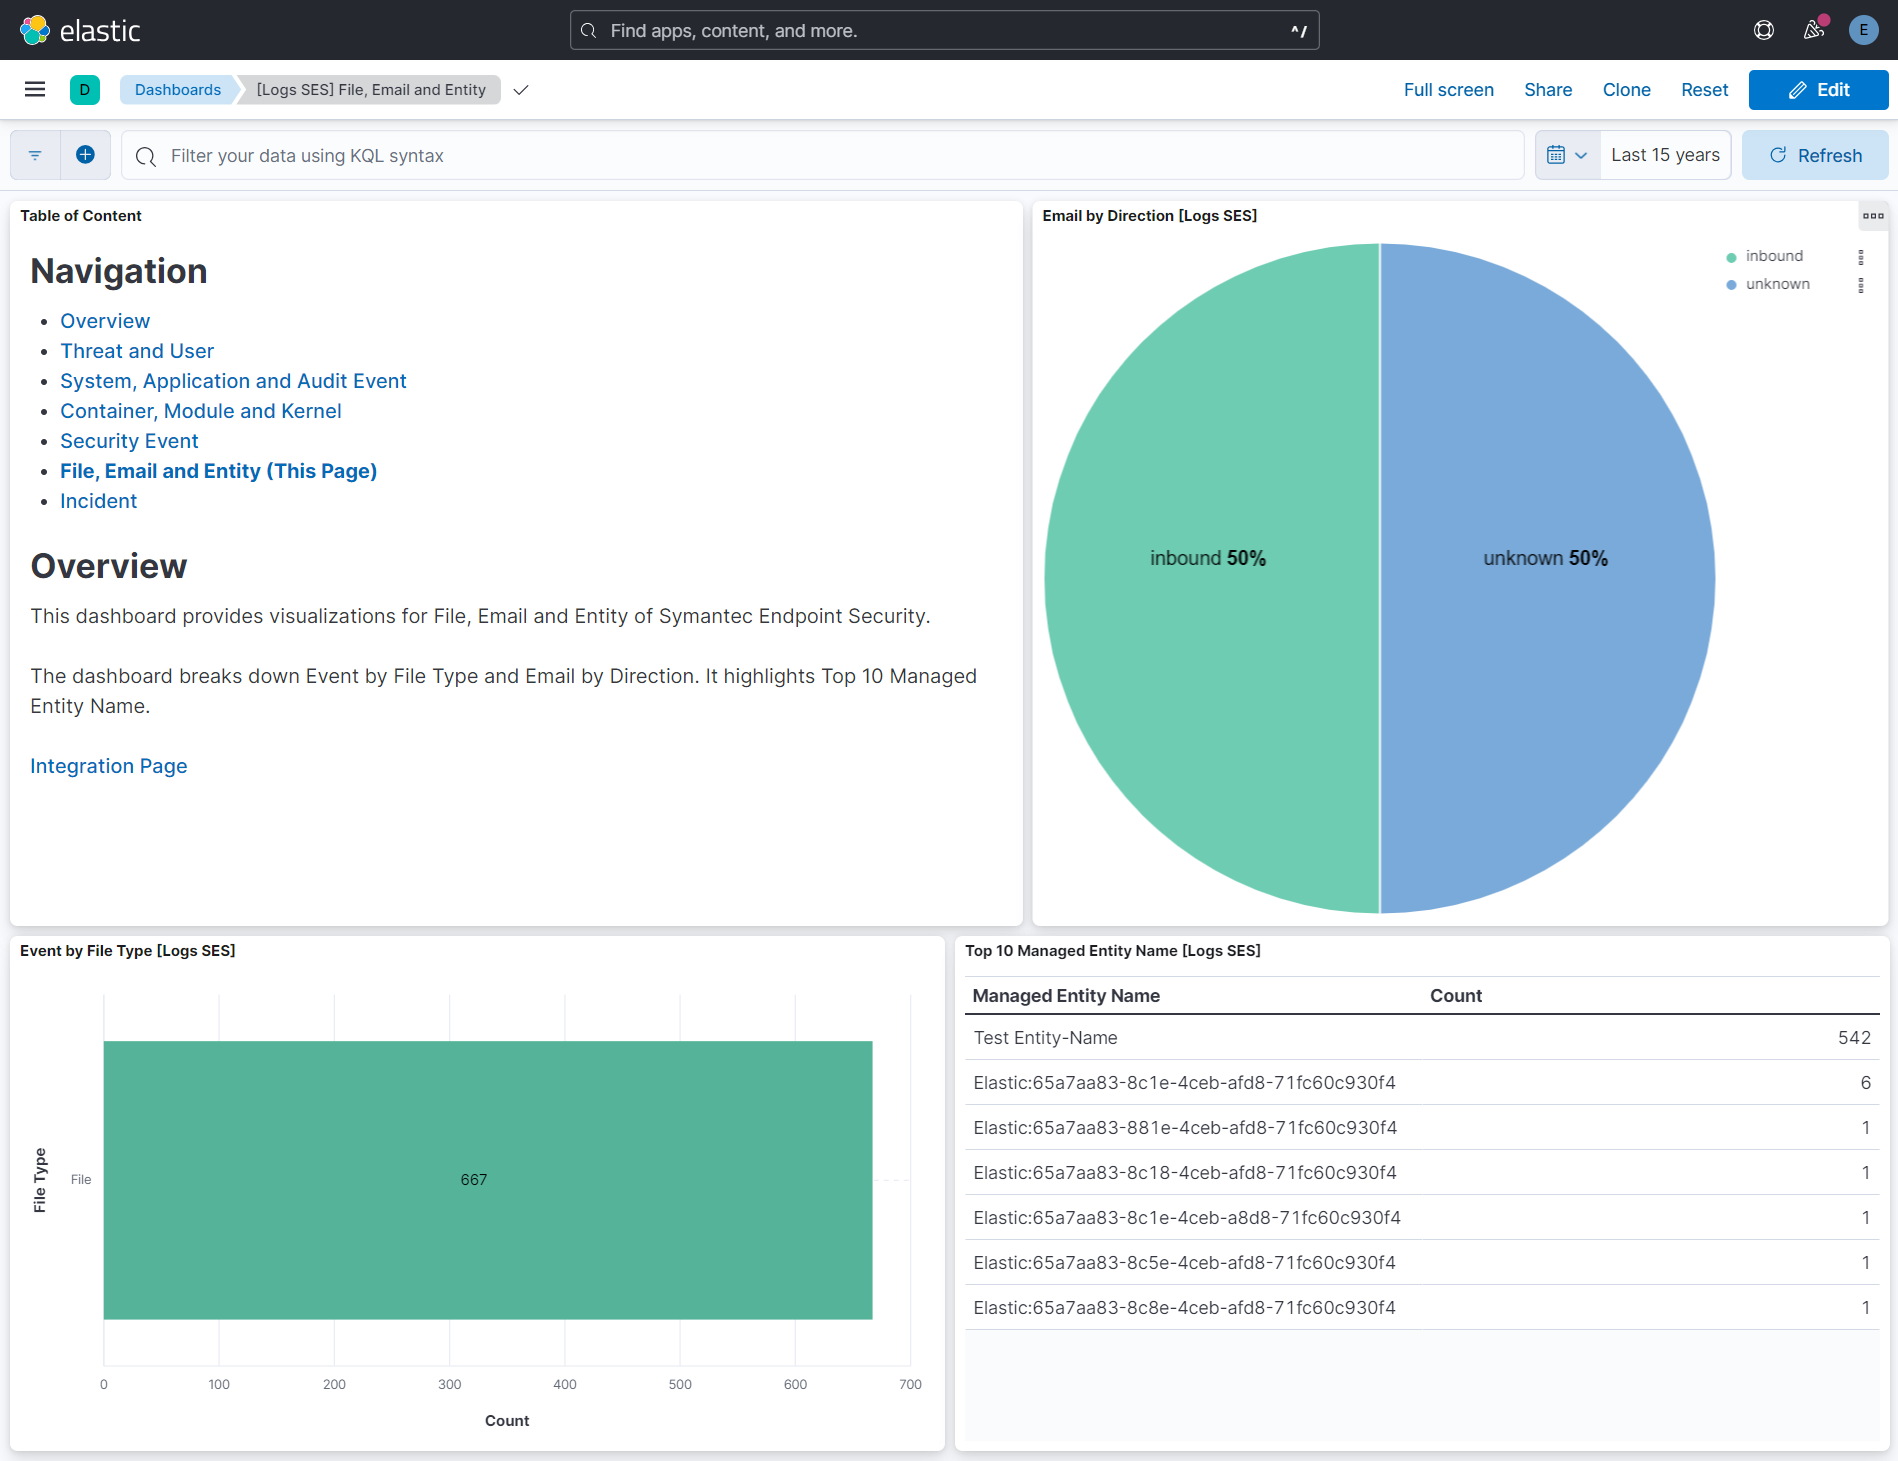 elastic
Find apps, content, and more.
^/
E
D
Dashboards
[Logs SES] File, Email and Entity
Full screen
Share
Clone
Reset
Edit
Filter your data using KQL syntax
Last 15 years
Refresh
Table of Content
Navigation
Overview
Threat and User
System, Application and Audit Event
Container, Module and Kernel
Security Event
File, Email and Entity (This Page)
Incident
Overview
This dashboard provides visualizations for File, Email and Entity of Symantec Endpoint Security.
The dashboard breaks down Event by File Type and Email by Direction. It highlights Top 10 Managed
Entity Name.
Integration Page
Email by Direction [Logs SES]
inbound
unknown
inbound 50%
unknown 50%
Event by File Type [Logs SES]
File Type
File
667
0 100 200 300 400 500 600 700
Count
Top 10 Managed Entity Name [Logs SES]
Managed Entity Name Count
Test Entity-Name 542
Elastic:65a7aa83-8c1e-4ceb-afd8-71fc60c930f4 6
Elastic:65a7aa83-881e-4ceb-afd8-71fc60c930f4 1
Elastic:65a7aa83-8c18-4ceb-afd8-71fc60c930f4 1
Elastic:65a7aa83-8c1e-4ceb-a8d8-71fc60c930f4 1
Elastic:65a7aa83-8c5e-4ceb-afd8-71fc60c930f4 1
Elastic:65a7aa83-8c8e-4ceb-afd8-71fc60c930f4 1